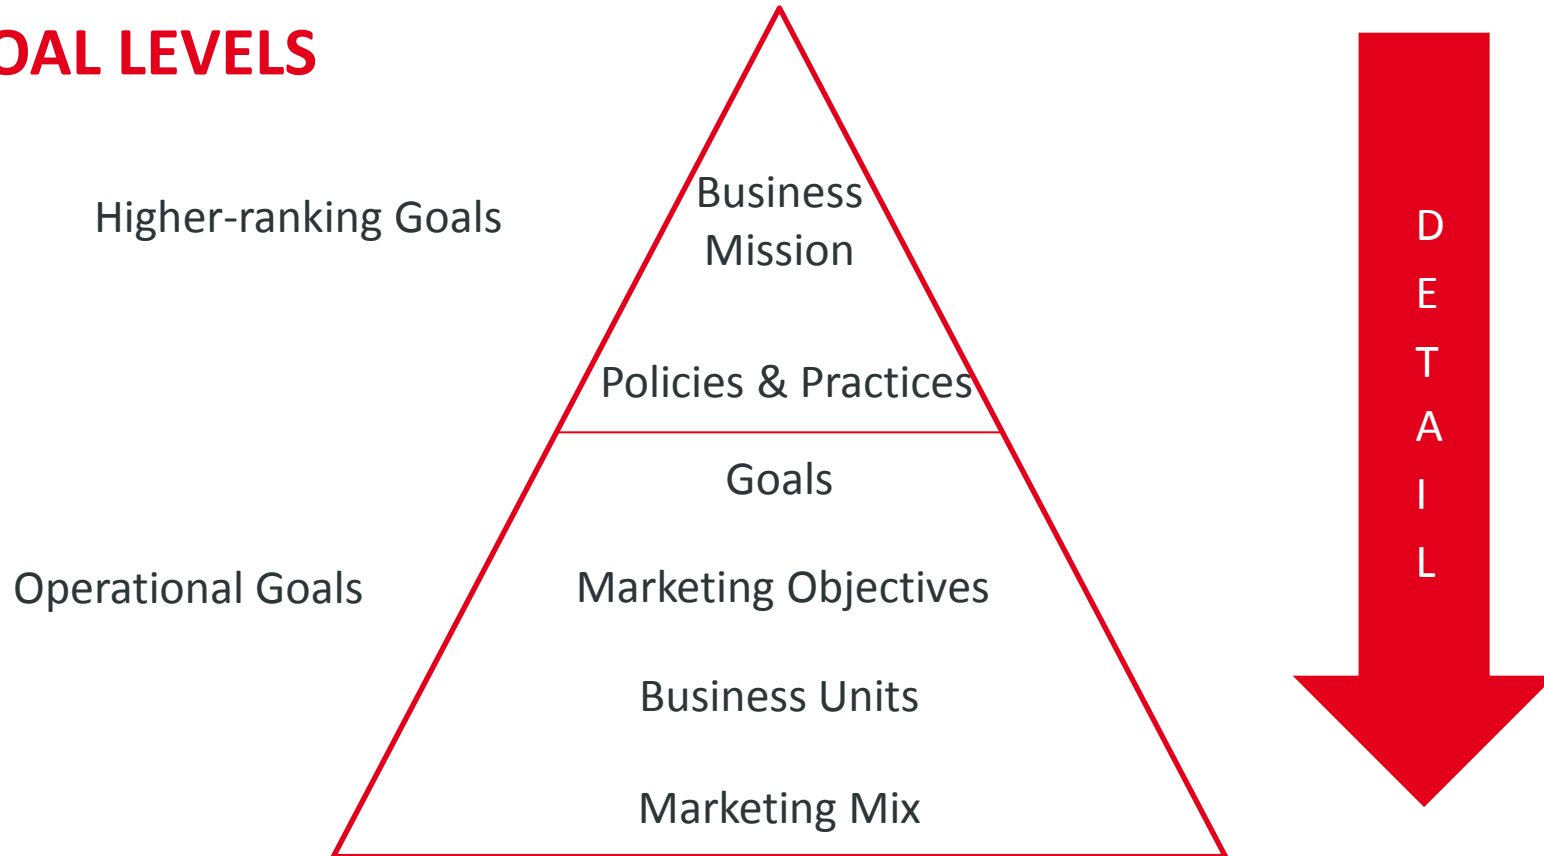 OAL LEVELS
Higher-ranking Goals
Business
Mission
Policies & Practices
Goals
Operational Goals
Marketing Objectives
Business Units
Marketing Mix
D
E
T
A
I
L